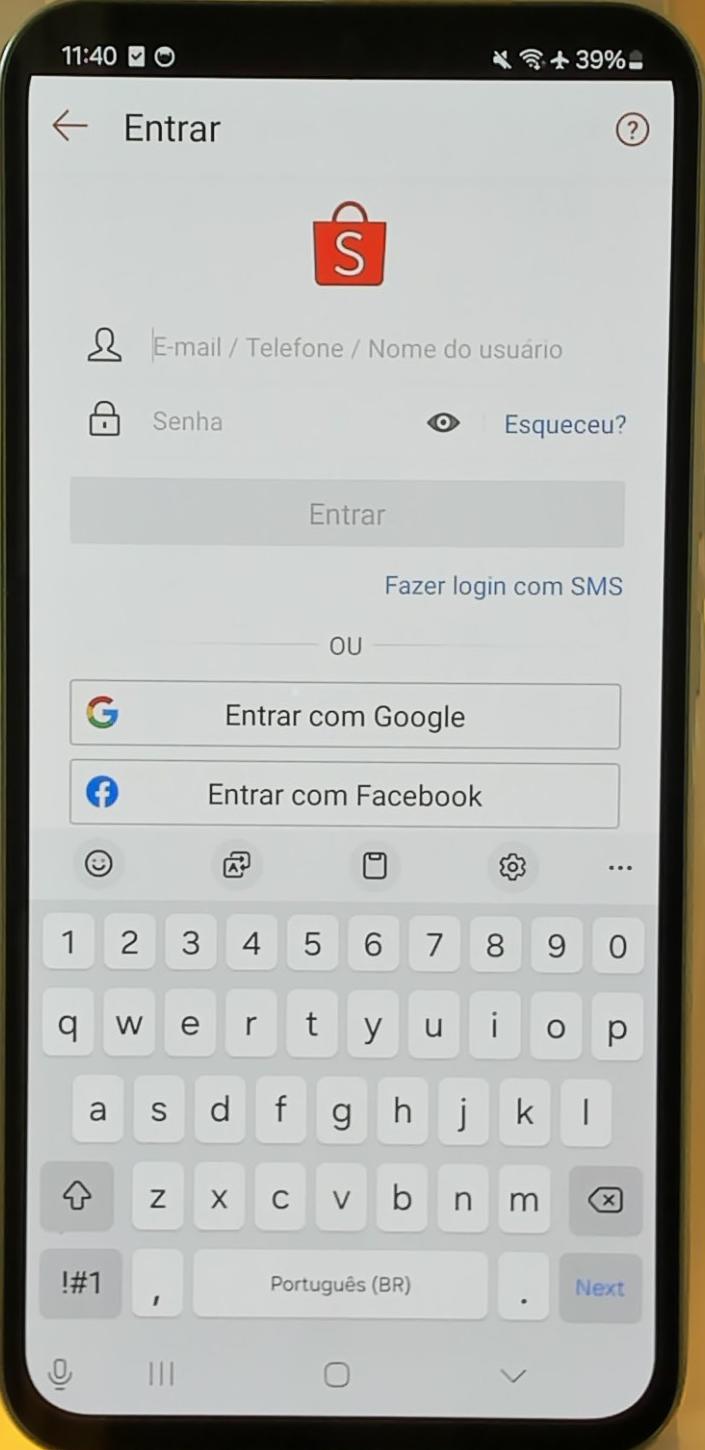 11:40 39%
Entrar ?
S
E-mail / Telefone / Nome do usuário
Senha Esqueceu?
Entrar
Fazer login com SMS
OU
G Entrar com Google
f Entrar com Facebook
1 2 3 4 5 6 7 8 9 0
q w e r t y u i o p
a s d f g h j k l
z x c v b n m
!#1 , Português (BR) . Next